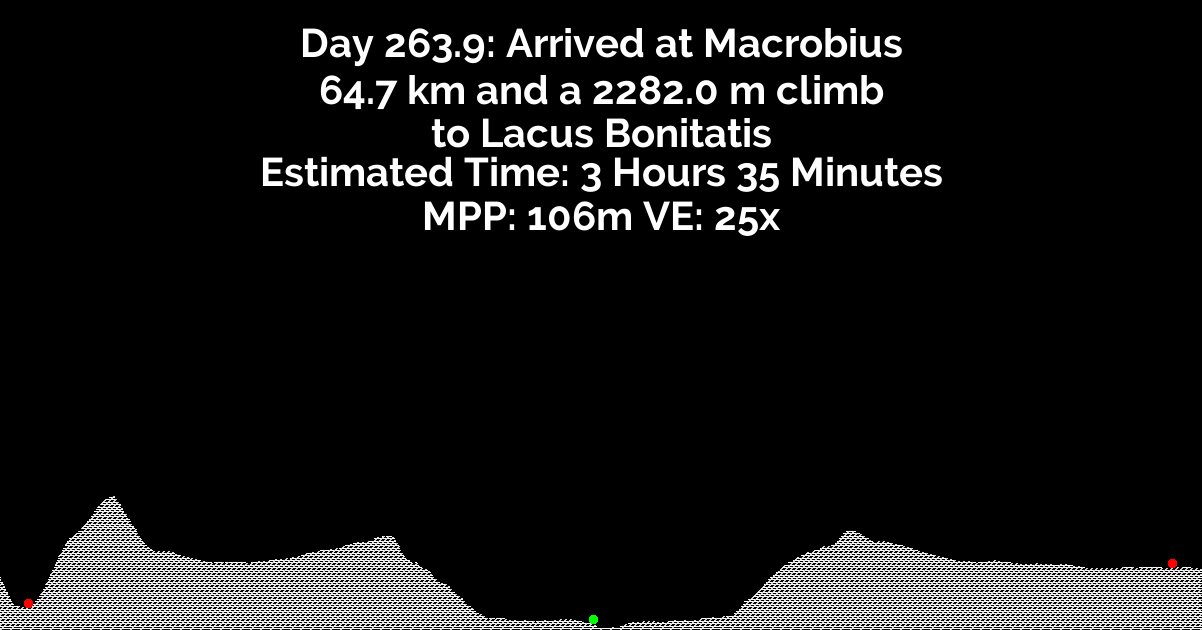 Day 263.9: Arrived at Macrobius
64.7 km and a 2282.0 m climb
to Lacus Bonitatis
Estimated Time: 3 Hours 35 Minutes
MPP: 106m VE: 25x